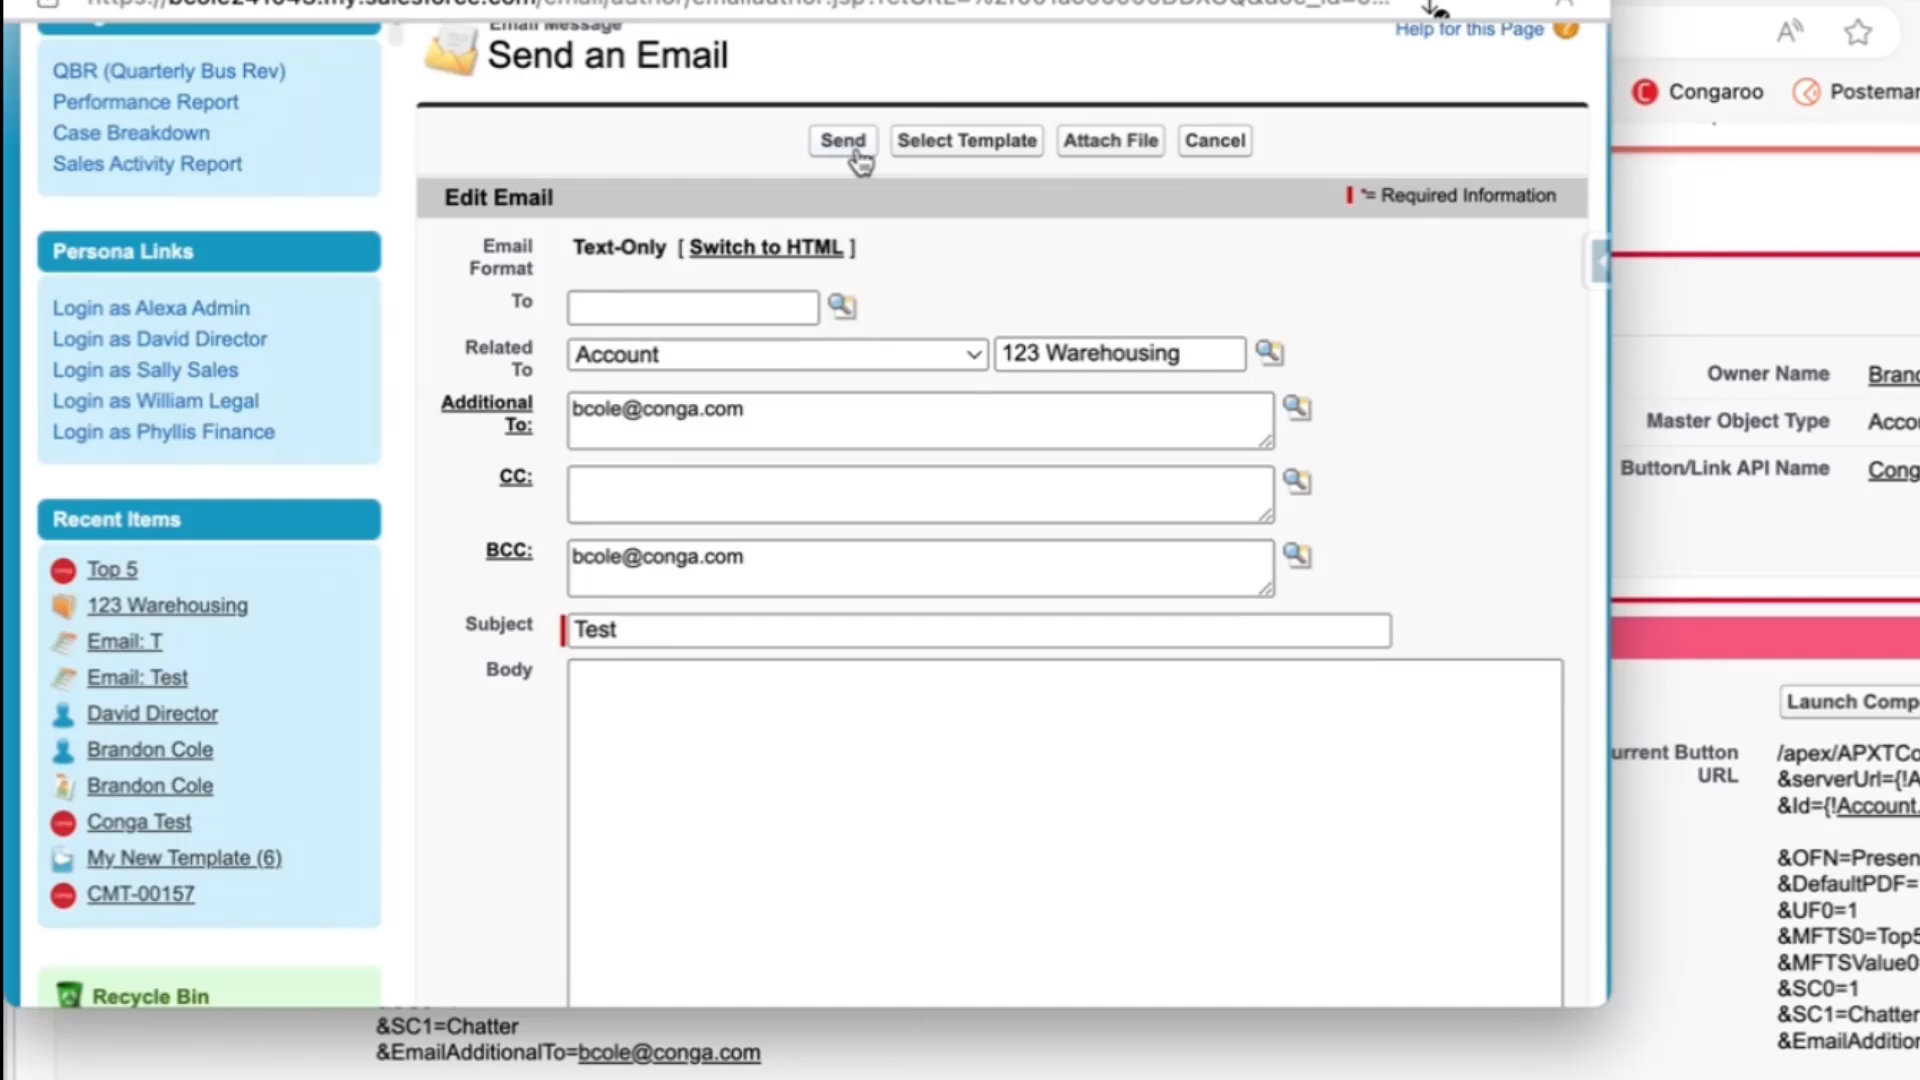 Email Message
Send an Email
Help for this Page
QBR (Quarterly Bus Rev)
Performance Report
Case Breakdown
Sales Activity Report
Persona Links
Login as Alexa Admin
Login as David Director
Login as Sally Sales
Login as William Legal
Login as Phyllis Finance
Recent Items
Top 5
123 Warehousing
Email: T
Email: Test
David Director
Brandon Cole
Brandon Cole
Conga Test
My New Template (6)
CMT-00157
Recycle Bin
Send
Select Template
Attach File
Cancel
Edit Email
= Required Information
Email Format
Text-Only [ Switch to HTML ]
To
Related To
Account
123 Warehousing
Additional To:
bcole@conga.com
CC:
BCC:
bcole@conga.com
Subject
Test
Body
&SC1=Chatter
&EmailAdditionalTo=bcole@conga.com
Congaroo
Postemar
Owner Name
Branc
Master Object Type
Accou
Button/Link API Name
Cong
Launch Comp
urrent Button URL
/apex/APXTCo
&serverUrl={!A
&Id={!Account.
&OFN=Presen
&DefaultPDF=
&UF0=1
&MFTS0=Top5
&MFTSValue0
&SC0=1
&SC1=Chatter
&EmailAddition